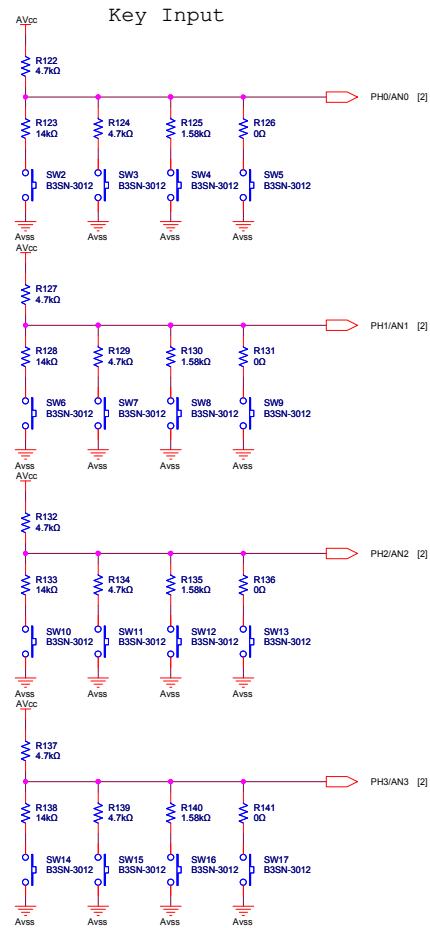 Key Input
AVcc
R122
4.7kΩ
PH0/AN0 [2]
R123
14kΩ
R124
4.7kΩ
R125
1.58kΩ
R126
0Ω
SW2
B3SN-3012
SW3
B3SN-3012
SW4
B3SN-3012
SW5
B3SN-3012
Avss
Avss
Avss
Avss
AVcc
R127
4.7kΩ
PH1/AN1 [2]
R128
14kΩ
R129
4.7kΩ
R130
1.58kΩ
R131
0Ω
SW6
B3SN-3012
SW7
B3SN-3012
SW8
B3SN-3012
SW9
B3SN-3012
Avss
Avss
Avss
Avss
AVcc
R132
4.7kΩ
PH2/AN2 [2]
R133
14kΩ
R134
4.7kΩ
R135
1.58kΩ
R136
0Ω
SW10
B3SN-3012
SW11
B3SN-3012
SW12
B3SN-3012
SW13
B3SN-3012
Avss
Avss
Avss
Avss
AVcc
R137
4.7kΩ
PH3/AN3 [2]
R138
14kΩ
R139
4.7kΩ
R140
1.58kΩ
R141
0Ω
SW14
B3SN-3012
SW15
B3SN-3012
SW16
B3SN-3012
SW17
B3SN-3012
Avss
Avss
Avss
Avss